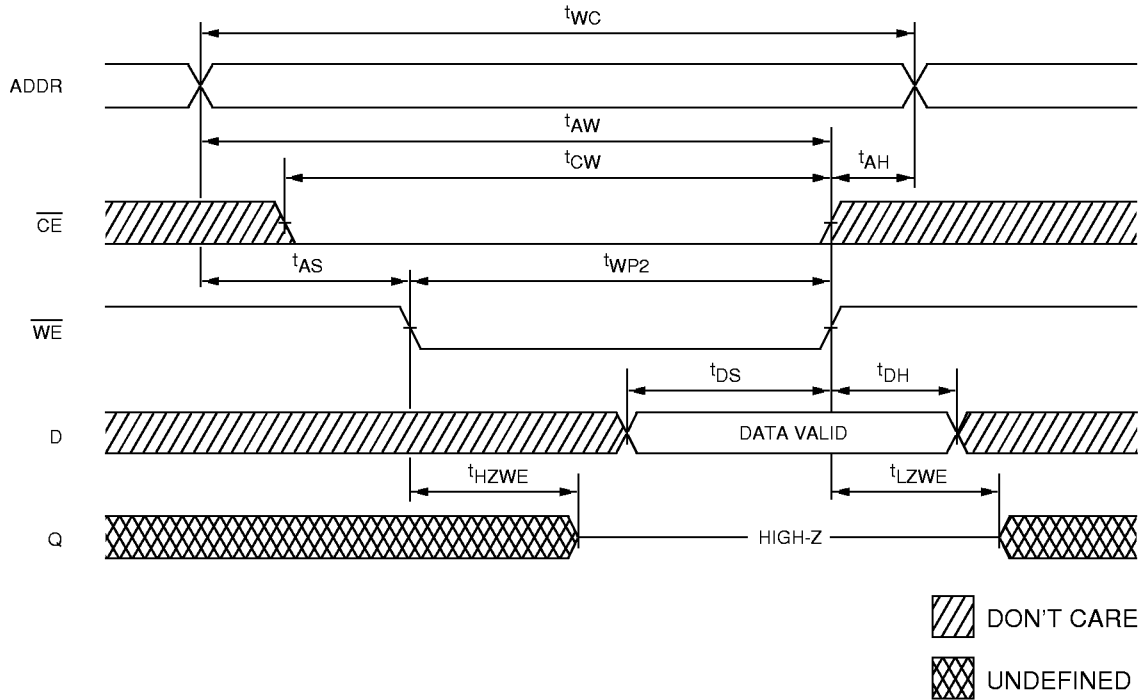 tWC
ADDR
tAW
tCW
tAH
CE
tAS
tWP2
WE
tDS
tDH
D
DATA VALID
tHZWE
tLZWE
Q
HIGH-Z
DON'T CARE
UNDEFINED